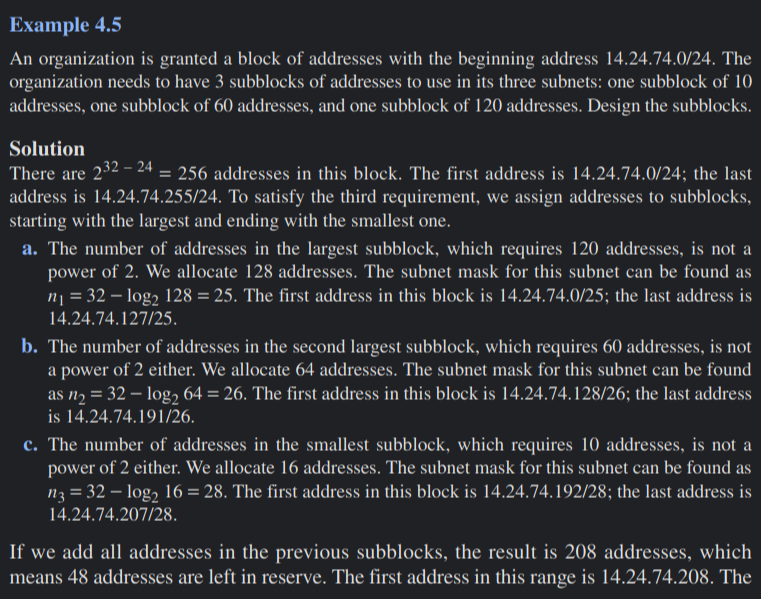 Example 4.5
An organization is granted a block of addresses with the beginning address 14.24.74.0/24. The
organization needs to have 3 subblocks of addresses to use in its three subnets: one subblock of 10
addresses, one subblock of 60 addresses, and one subblock of 120 addresses. Design the subblocks.
Solution
There are 2³² ⁻ ²⁴ = 256 addresses in this block. The first address is 14.24.74.0/24; the last
address is 14.24.74.255/24. To satisfy the third requirement, we assign addresses to subblocks,
starting with the largest and ending with the smallest one.
a. The number of addresses in the largest subblock, which requires 120 addresses, is not a
power of 2. We allocate 128 addresses. The subnet mask for this subnet can be found as
n₁ = 32 – log₂ 128 = 25. The first address in this block is 14.24.74.0/25; the last address is
14.24.74.127/25.
b. The number of addresses in the second largest subblock, which requires 60 addresses, is not
a power of 2 either. We allocate 64 addresses. The subnet mask for this subnet can be found
as n₂ = 32 – log₂ 64 = 26. The first address in this block is 14.24.74.128/26; the last address
is 14.24.74.191/26.
c. The number of addresses in the smallest subblock, which requires 10 addresses, is not a
power of 2 either. We allocate 16 addresses. The subnet mask for this subnet can be found as
n₃ = 32 – log₂ 16 = 28. The first address in this block is 14.24.74.192/28; the last address is
14.24.74.207/28.
If we add all addresses in the previous subblocks, the result is 208 addresses, which
means 48 addresses are left in reserve. The first address in this range is 14.24.74.208. The